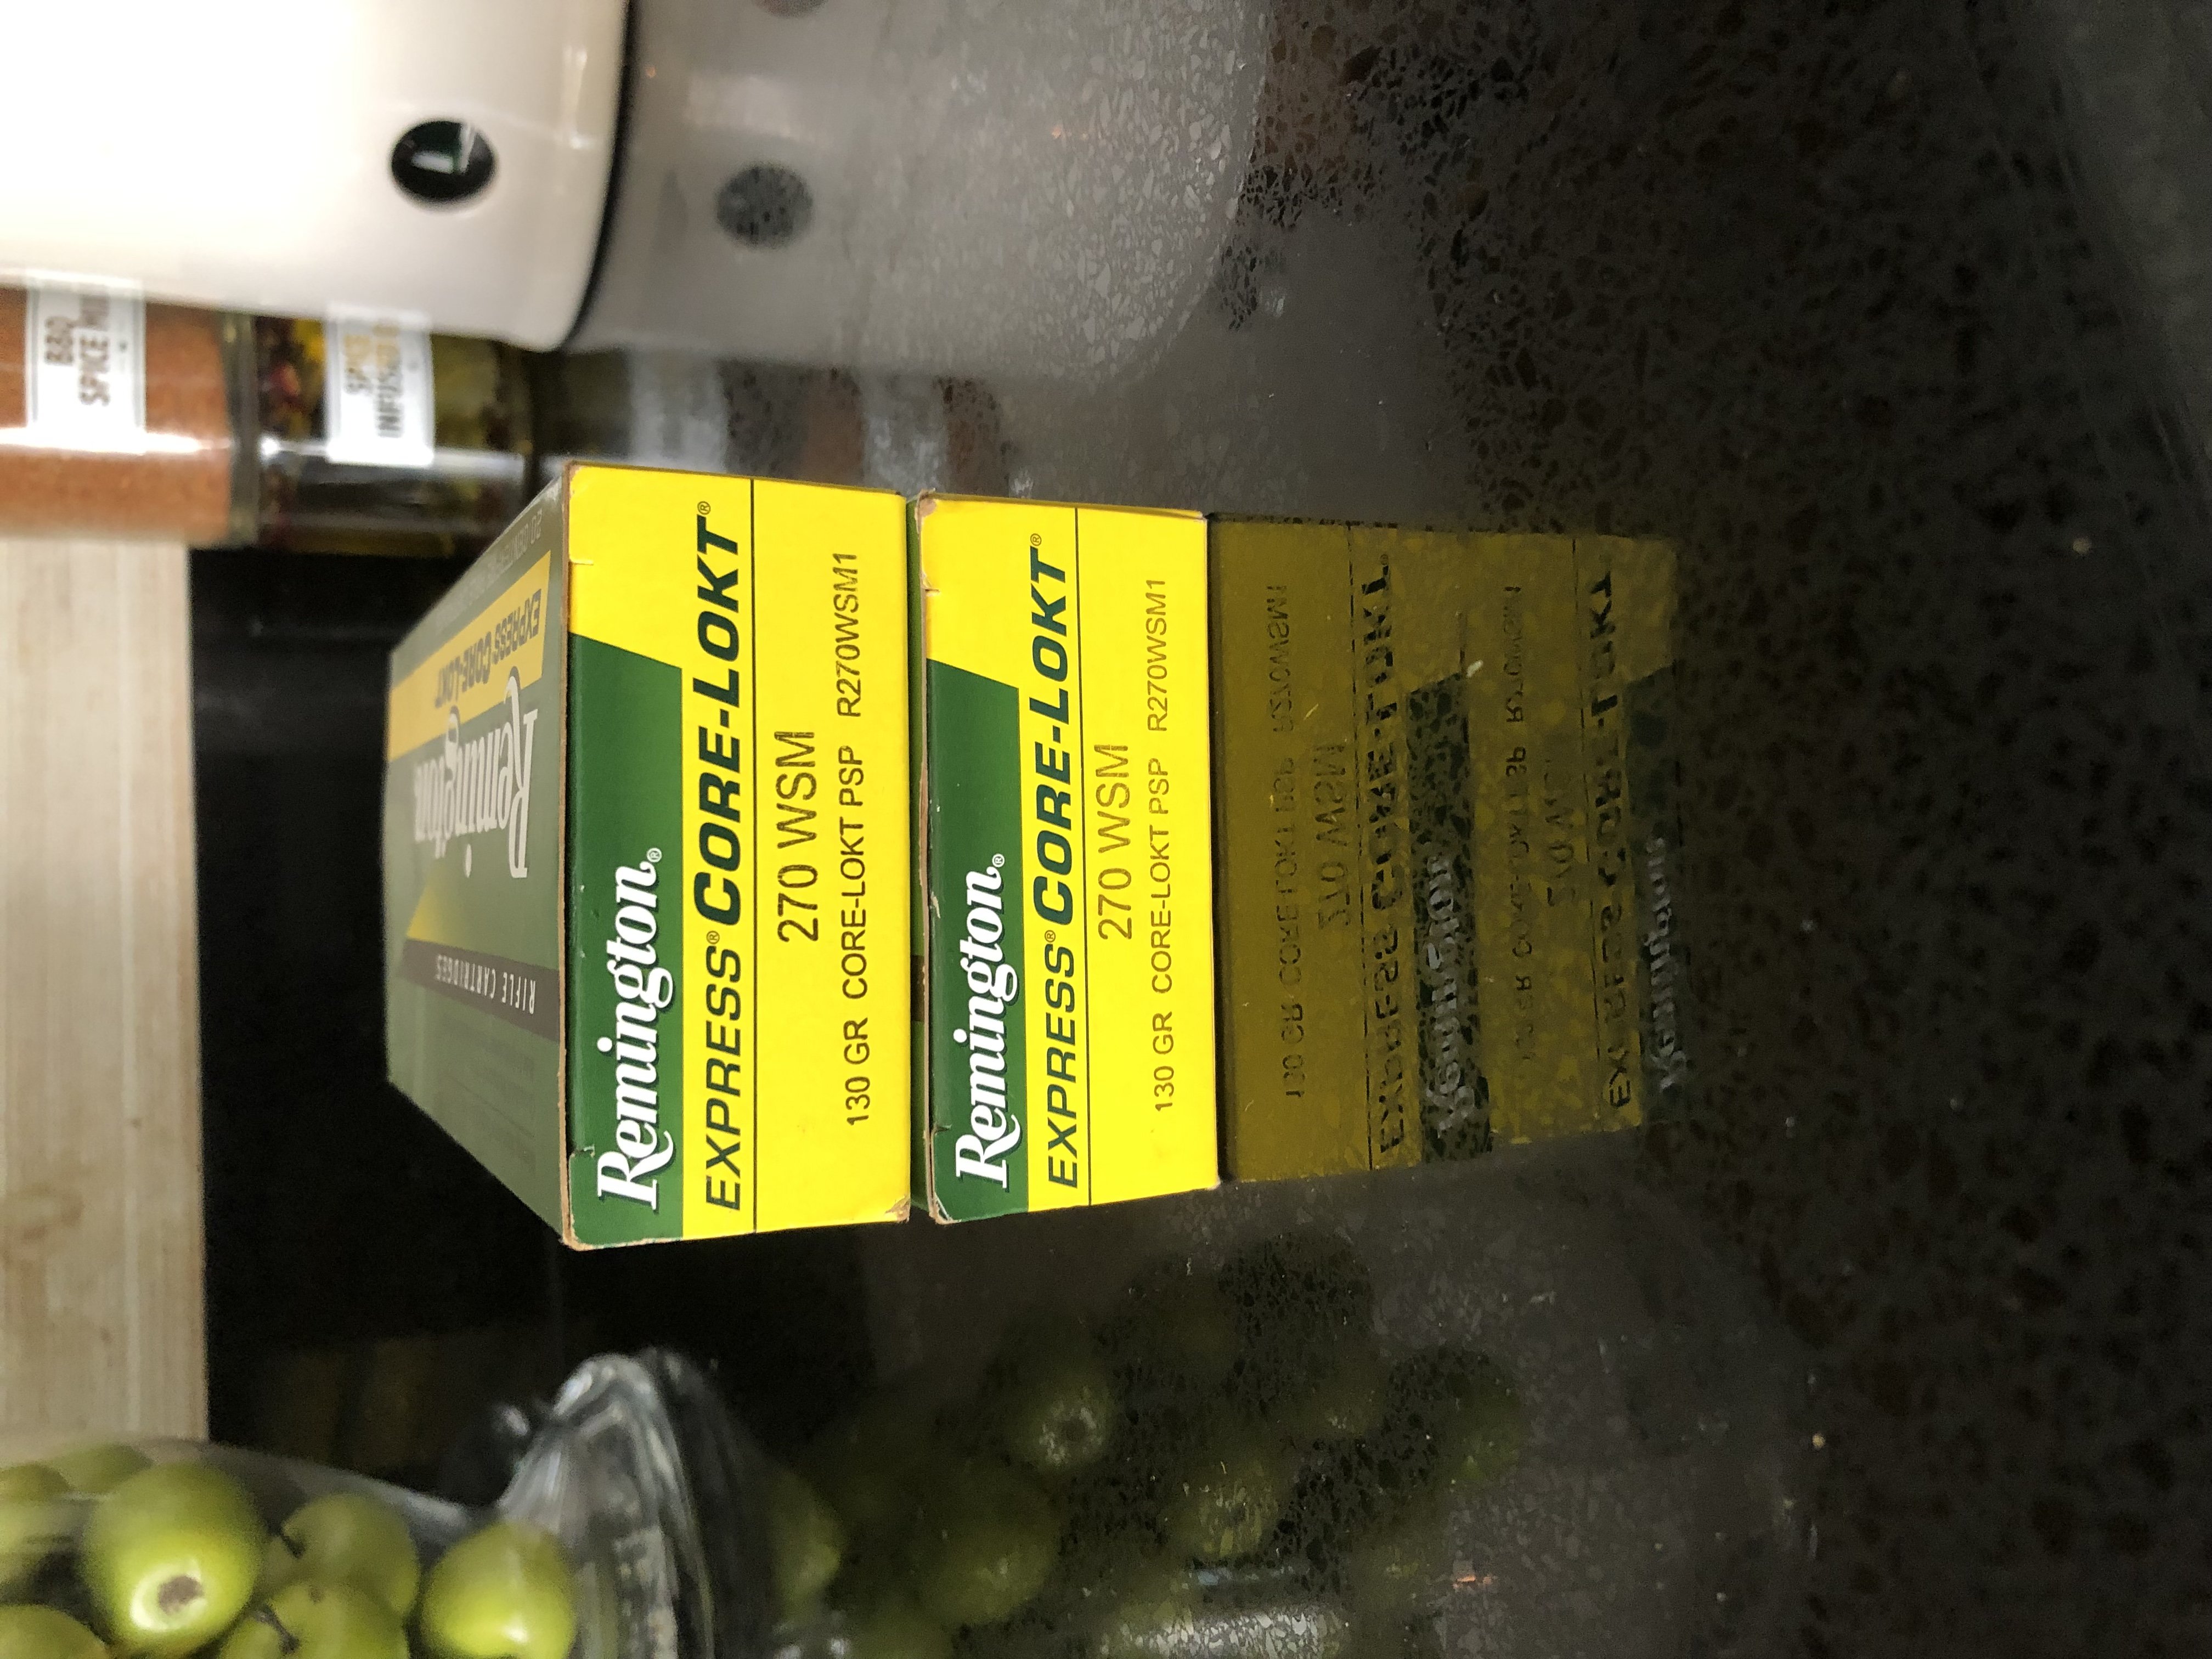 BBQ
SPICE
INFUSED
Remington®
EXPRESS CORE-LOKT
RIFLE CARTRIDGES
Remington®
EXPRESS® CORE-LOKT®
270 WSM
130 GR CORE-LOKT PSP R270WSM1
Remington®
EXPRESS® CORE-LOKT®
270 WSM
130 GR CORE-LOKT PSP R270WSM1